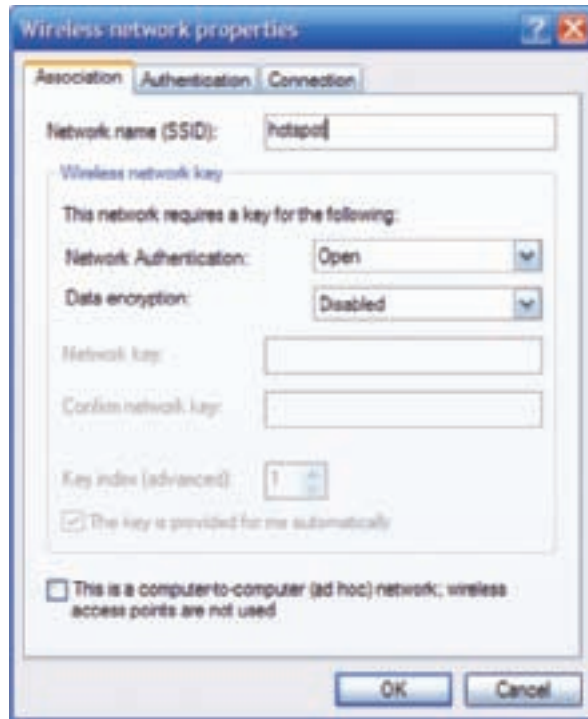 Wireless network properties
Association Authentication Connection
Network name (SSID): hotspot
Wireless network key
This network requires a key for the following:
Network Authentication: Open
Data encryption: Disabled
Network key:
Confirm network key:
Key index (advanced): 1
The key is provided for me automatically
This is a computer-to-computer (ad hoc) network; wireless
access points are not used
OK Cancel